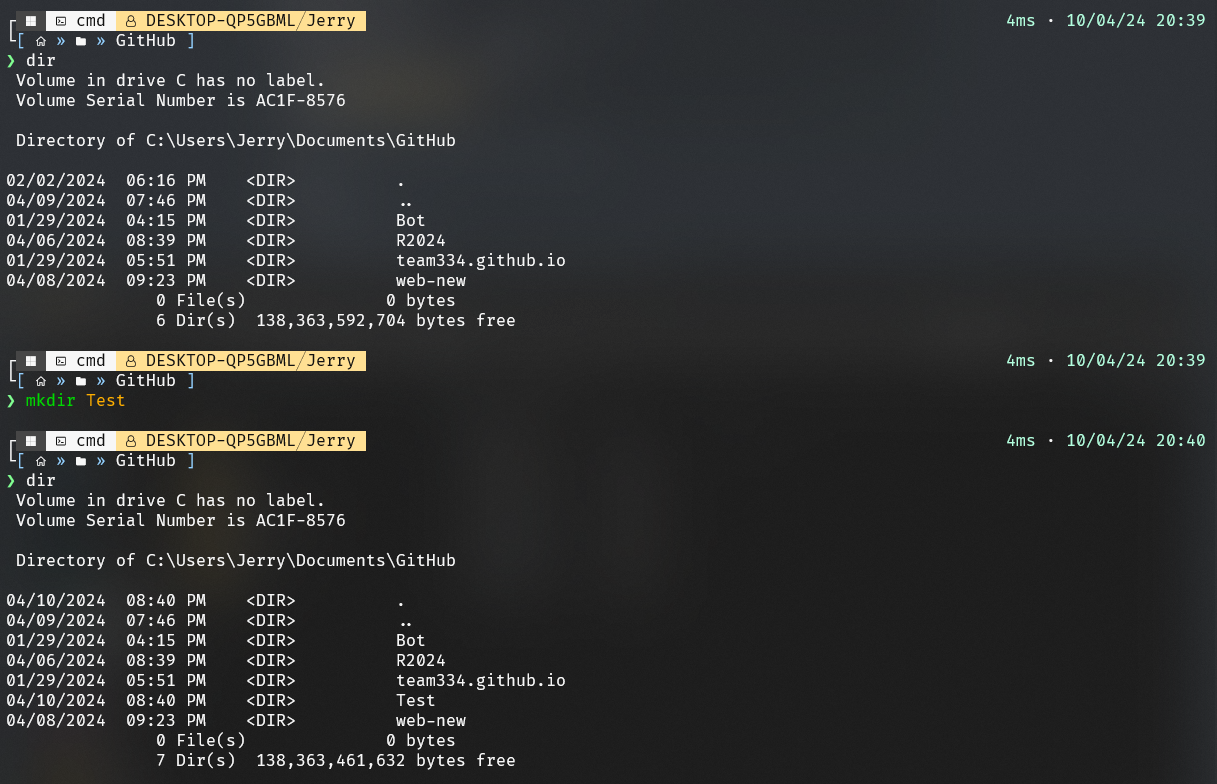 cmd DESKTOP-QP5GBML/Jerry 4ms · 10/04/24 20:39
[ » » GitHub ]
❯ dir
Volume in drive C has no label.
Volume Serial Number is AC1F-8576
Directory of C:\Users\Jerry\Documents\GitHub
02/02/2024 06:16 PM <DIR> .
04/09/2024 07:46 PM <DIR> ..
01/29/2024 04:15 PM <DIR> Bot
04/06/2024 08:39 PM <DIR> R2024
01/29/2024 05:51 PM <DIR> team334.github.io
04/08/2024 09:23 PM <DIR> web-new
0 File(s) 0 bytes
6 Dir(s) 138,363,592,704 bytes free
cmd DESKTOP-QP5GBML/Jerry 4ms · 10/04/24 20:39
[ » » GitHub ]
❯ mkdir Test
cmd DESKTOP-QP5GBML/Jerry 4ms · 10/04/24 20:40
[ » » GitHub ]
❯ dir
Volume in drive C has no label.
Volume Serial Number is AC1F-8576
Directory of C:\Users\Jerry\Documents\GitHub
04/10/2024 08:40 PM <DIR> .
04/09/2024 07:46 PM <DIR> ..
01/29/2024 04:15 PM <DIR> Bot
04/06/2024 08:39 PM <DIR> R2024
01/29/2024 05:51 PM <DIR> team334.github.io
04/10/2024 08:40 PM <DIR> Test
04/08/2024 09:23 PM <DIR> web-new
0 File(s) 0 bytes
7 Dir(s) 138,363,461,632 bytes free